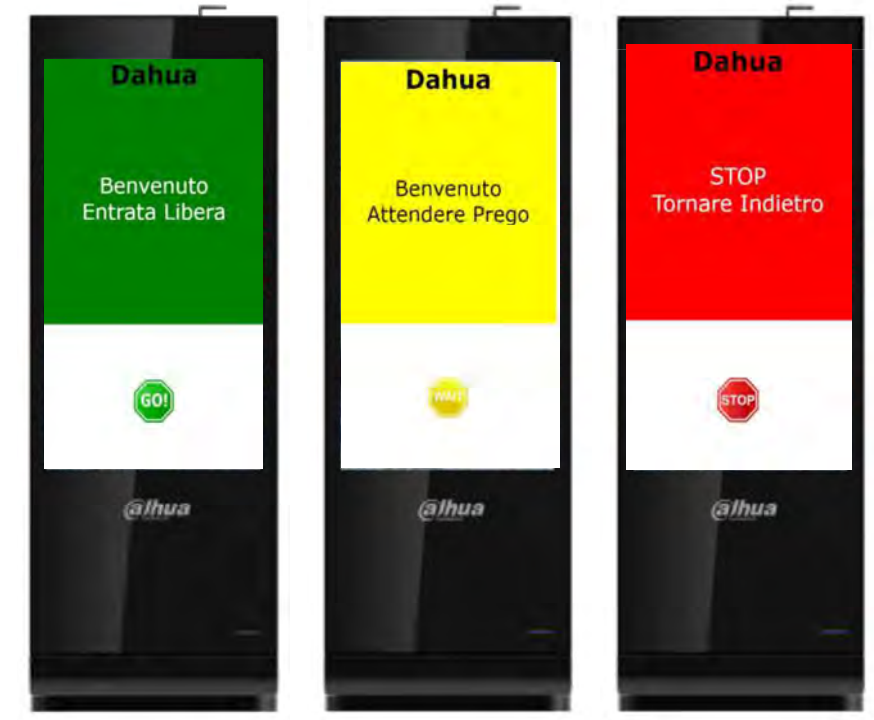 Dahua
Benvenuto
Entrata Libera
GO!
alhua
Dahua
Benvenuto
Attendere Prego
WAIT
alhua
Dahua
STOP
Tornare Indietro
STOP
alhua